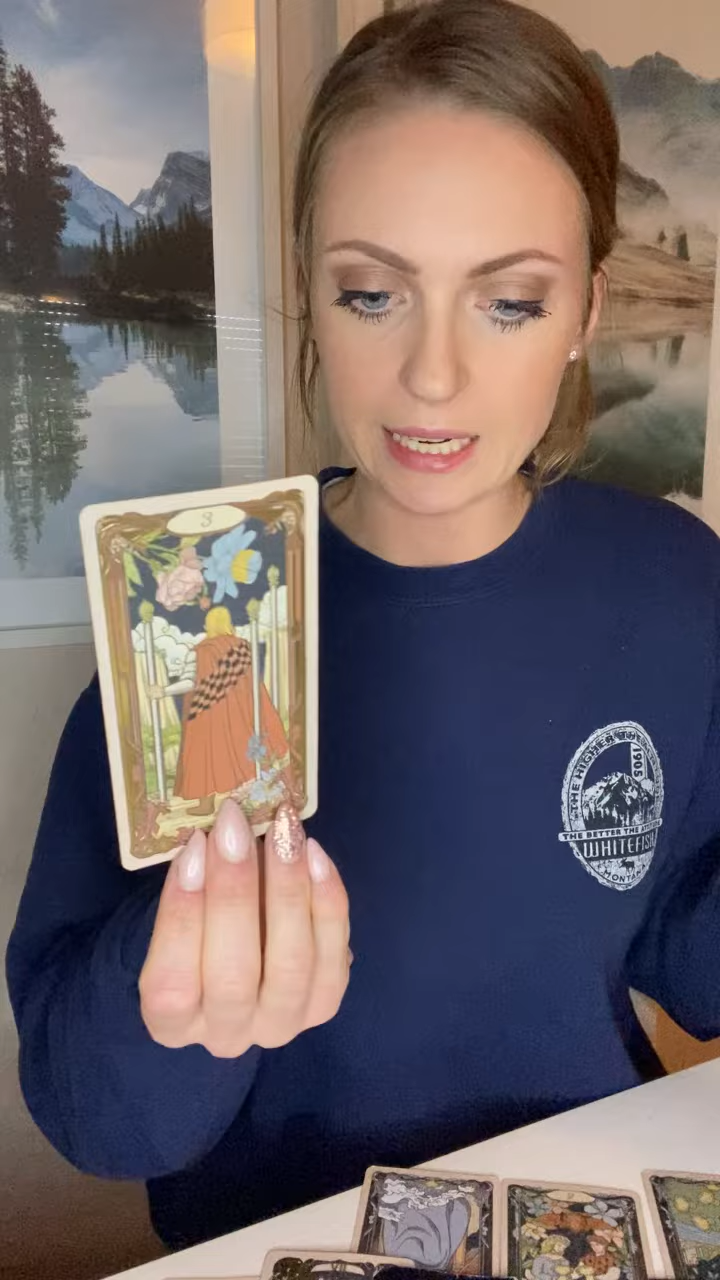 3
THE HIGHER THE
1905
THE BETTER THE
WHITEFISH
MONTANA